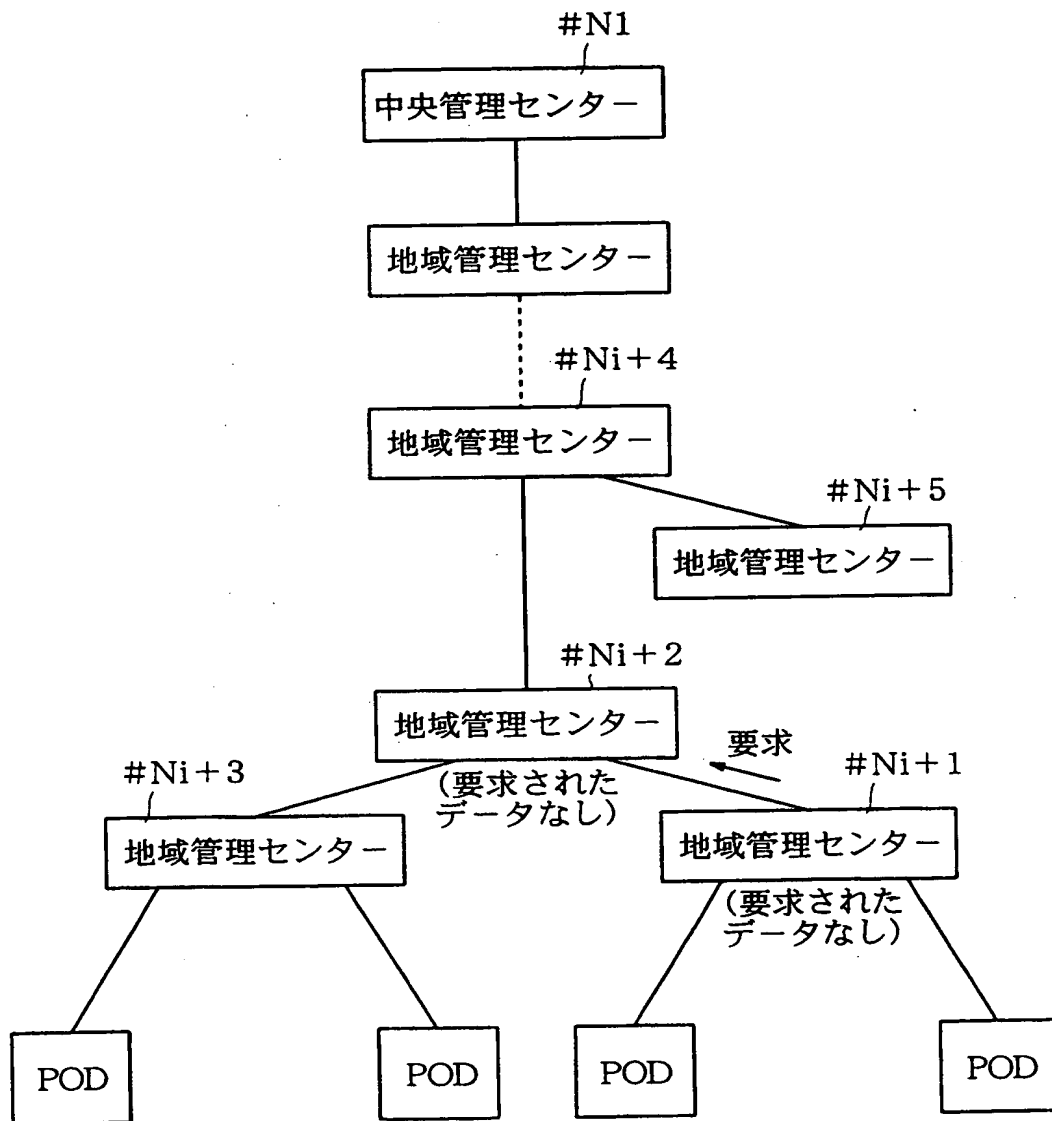 #N1
中央管理センター
地域管理センター
#Ni+4
地域管理センター
#Ni+5
地域管理センター
#Ni+2
地域管理センター
要求
#Ni+3
(要求された
データなし)
#Ni+1
地域管理センター
地域管理センター
(要求された
データなし)
POD
POD
POD
POD